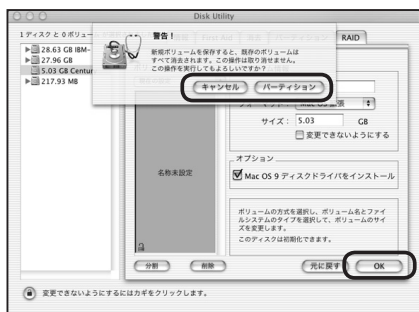 Disk Utility
1 ディスクと 0 ボリュー
RAID
28.63 GB IBM-
27.96 GB
5.03 GB Centur
217.93 MB
警告！
新規ボリュームを保存すると、既存のボリュームは
すべて消去されます。この操作は取り消せません。
この操作を実行してもよろしいですか？
キャンセル
パーティション
サイズ： 5.03 GB
変更できないようにする
名称未設定
オプション
Mac OS 9 ディスクドライバをインストール
ボリュームの方式を選択し、ボリューム名とファイ
ルシステムのタイプを選択して、ボリュームのサイ
ズを変更します。
このディスクは初期化できます。
分割
削除
元に戻す
OK
変更できないようにするにはカギをクリックします。